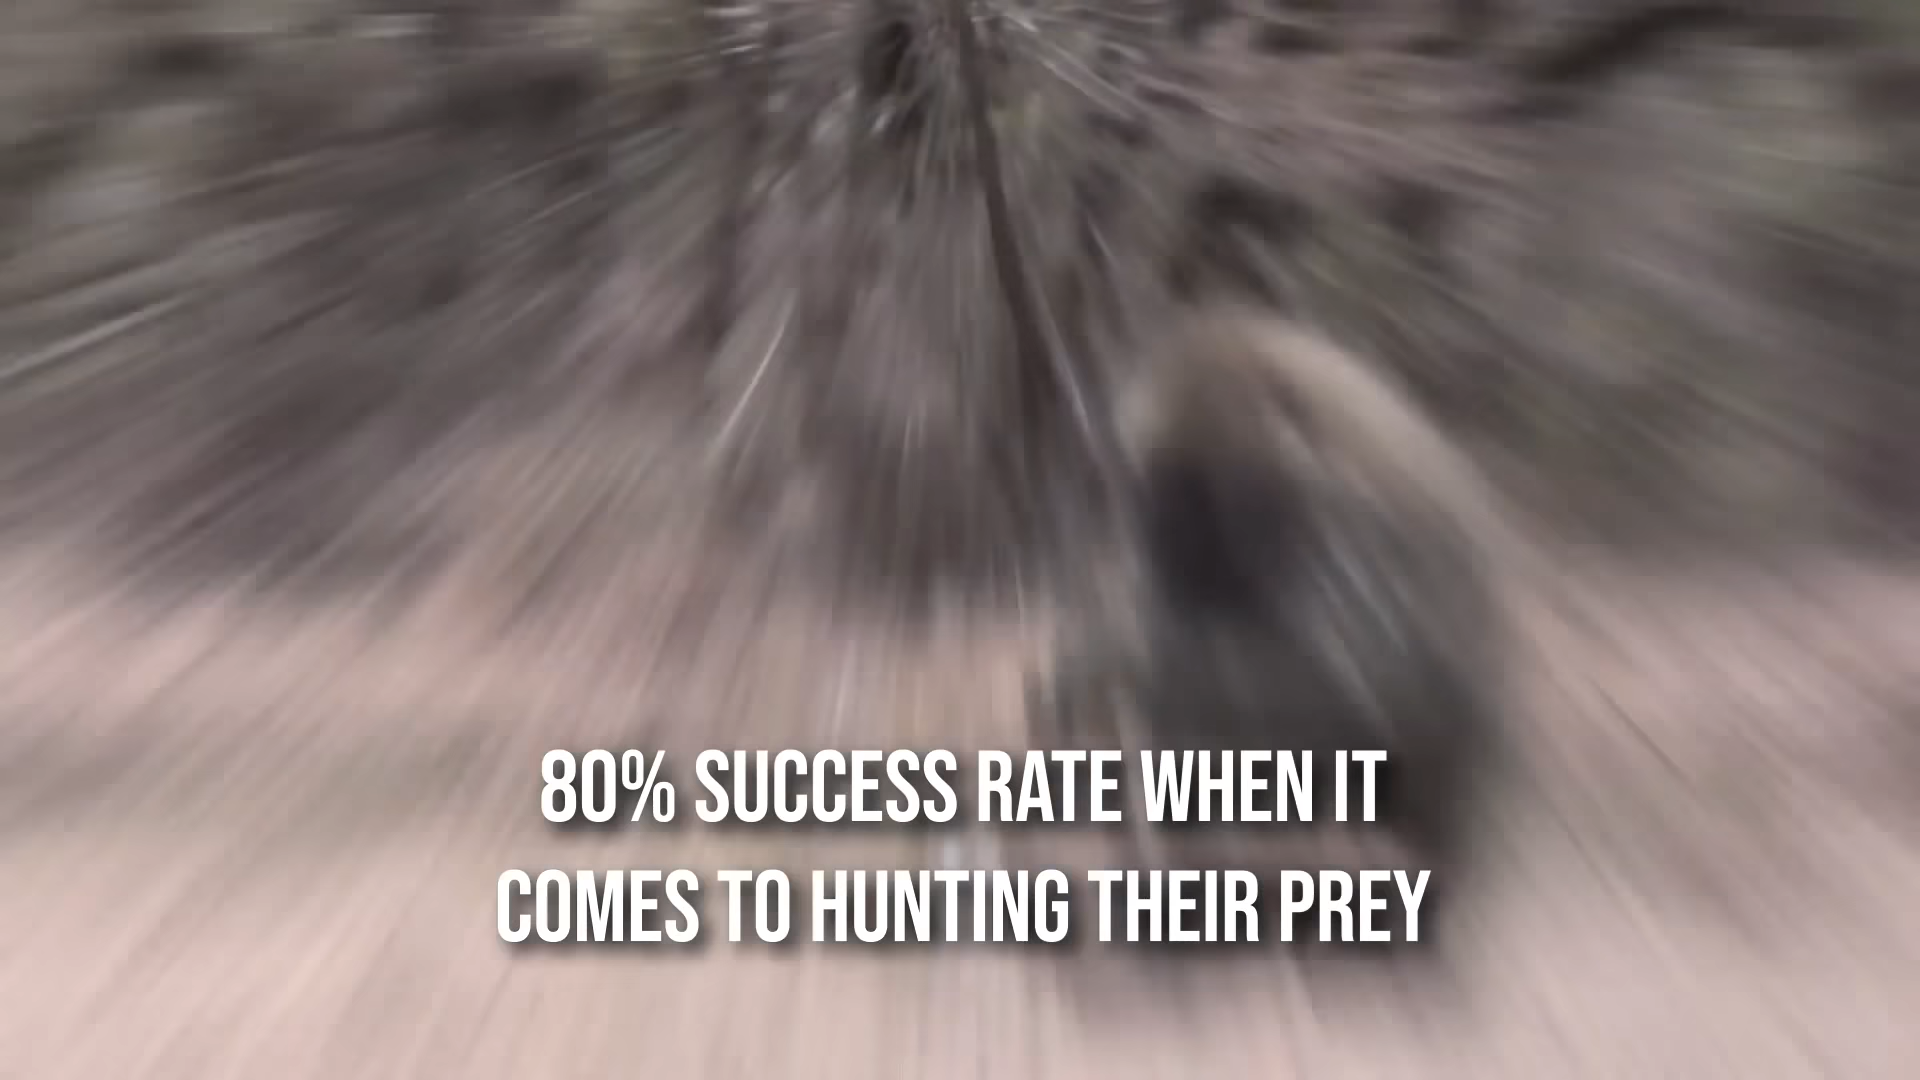 80% SUCCESS RATE WHEN IT
COMES TO HUNTING THEIR PREY